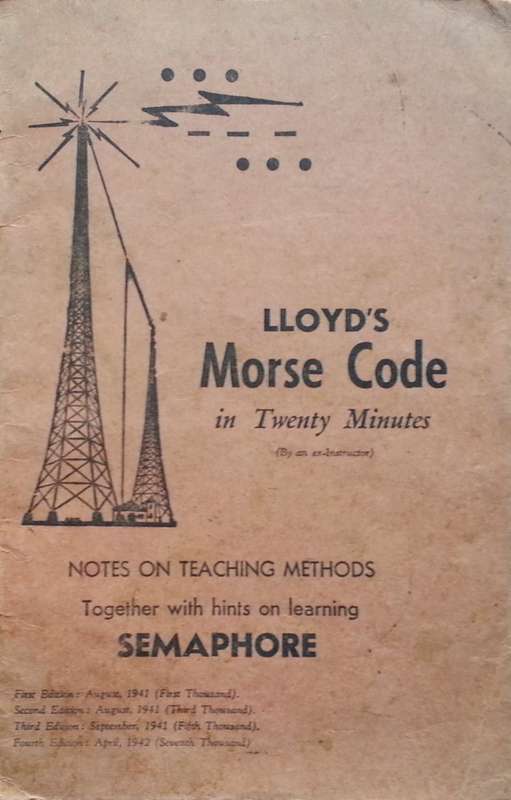 LLOYD'S
Morse Code
in Twenty Minutes
(By an ex-Instructor)
NOTES ON TEACHING METHODS
Together with hints on learning
SEMAPHORE
First Edition: August, 1941 (First Thousand).
Second Edition: August, 1941 (Third Thousand).
Third Edition: September, 1941 (Fifth Thousand).
Fourth Edition: April, 1942 (Seventh Thousand)